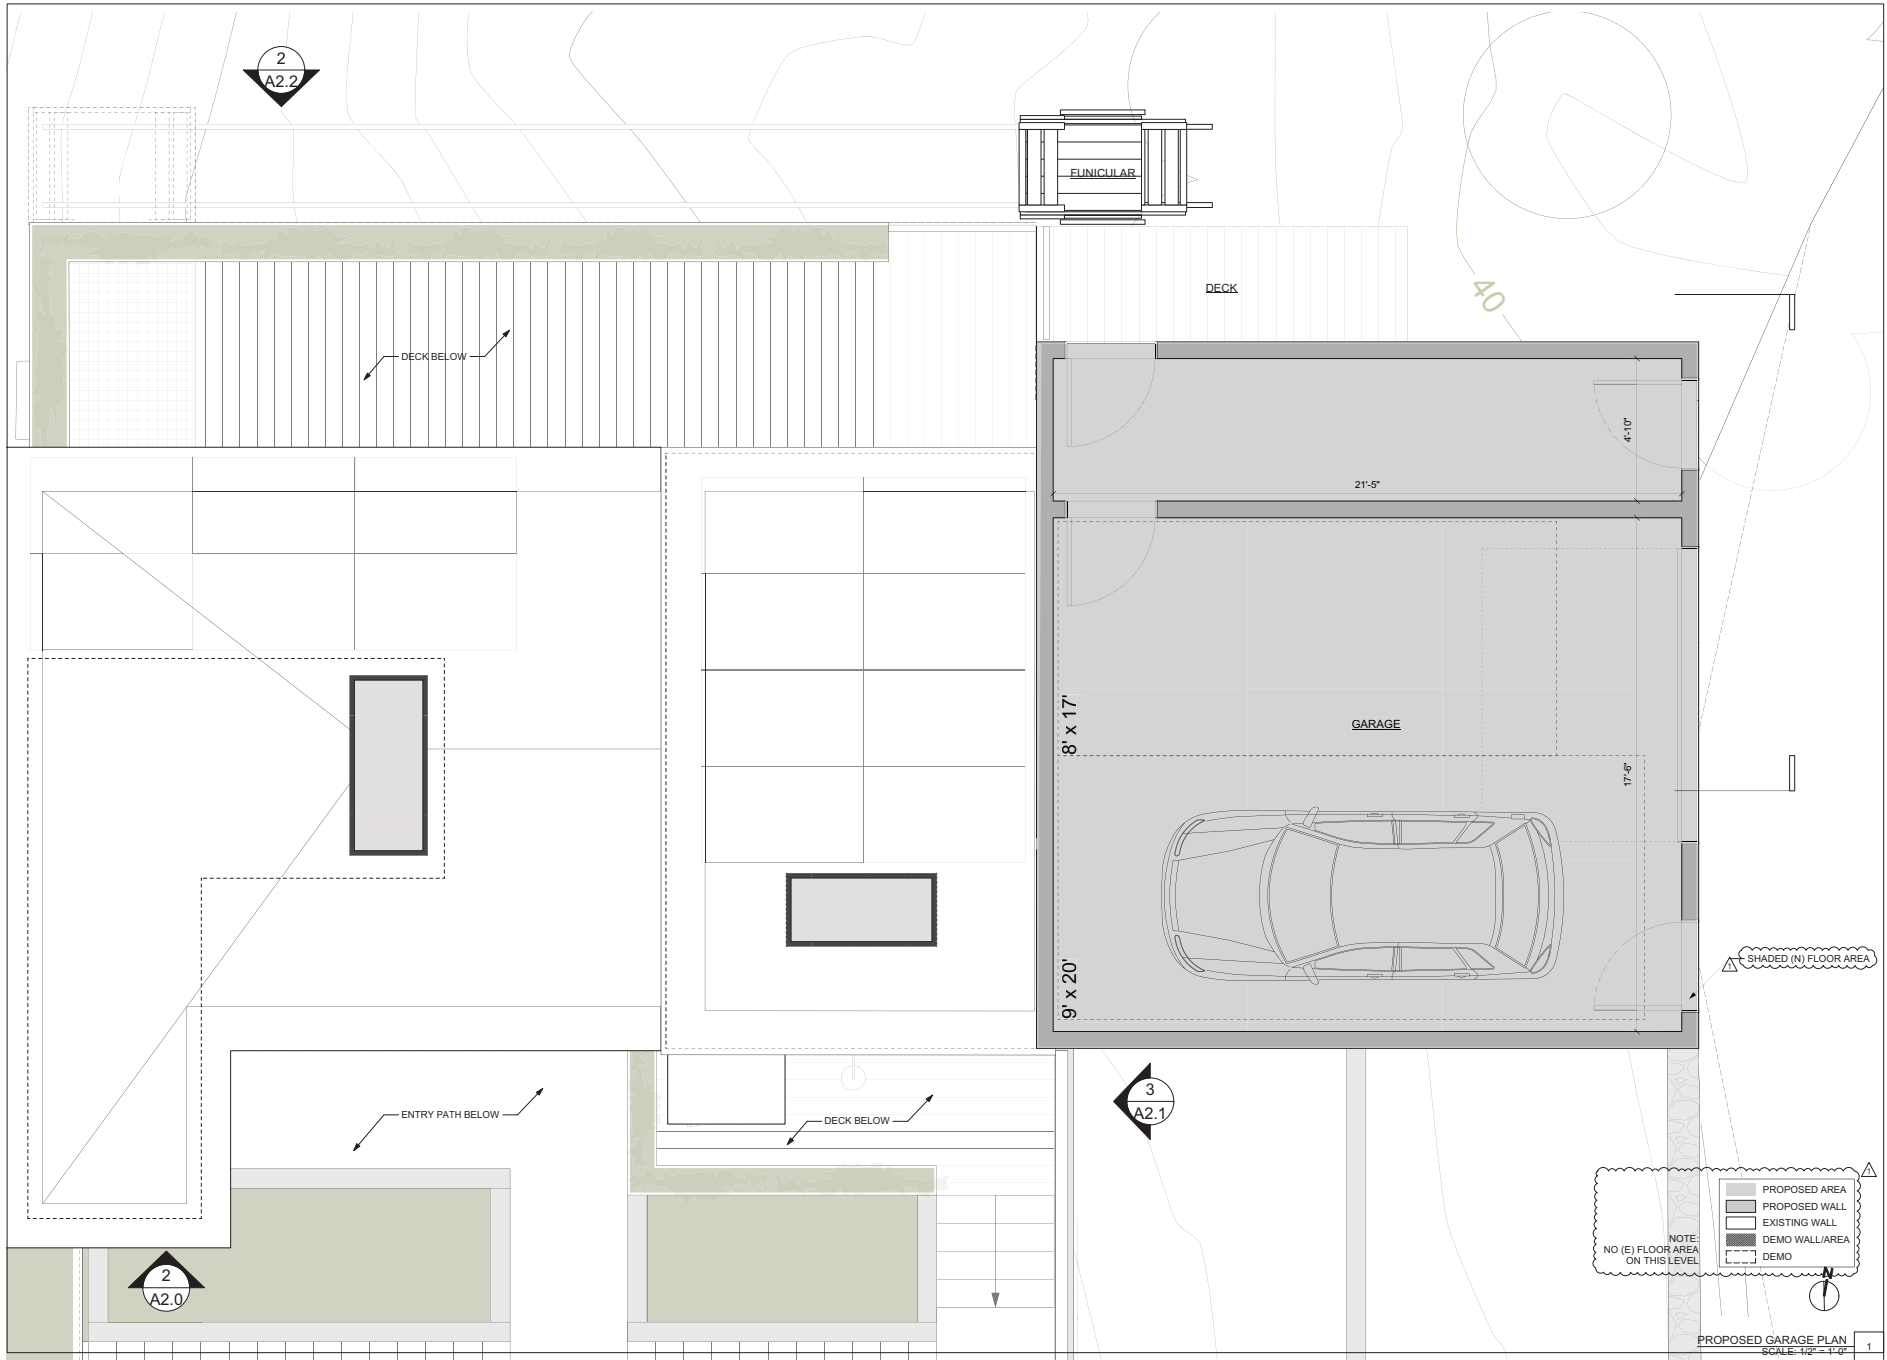 2
A2.2
FUNICULAR
DECK
40
DECK BELOW
4'-10"
21'-5"
8' x 17'
GARAGE
17'-6"
9' x 20'
SHADED (N) FLOOR AREA
1
3
A2.1
ENTRY PATH BELOW
DECK BELOW
1
PROPOSED AREA
PROPOSED WALL
EXISTING WALL
DEMO WALL/AREA
DEMO
NOTE:
NO (E) FLOOR AREA
ON THIS LEVEL
N
2
A2.0
PROPOSED GARAGE PLAN
SCALE: 1/2" = 1'-0"
1